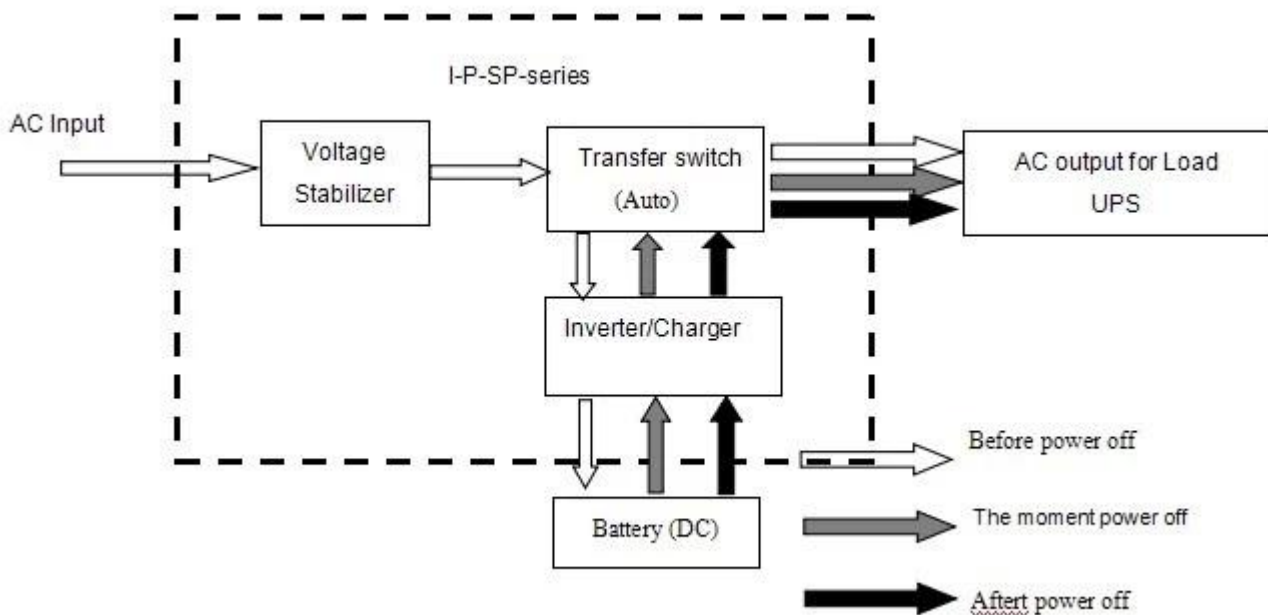 I-P-SP-series
AC Input
Voltage
Stabilizer
Transfer switch
(Auto)
AC output for Load
UPS
Inverter/Charger
Battery (DC)
Before power off
The moment power off
Aftert power off